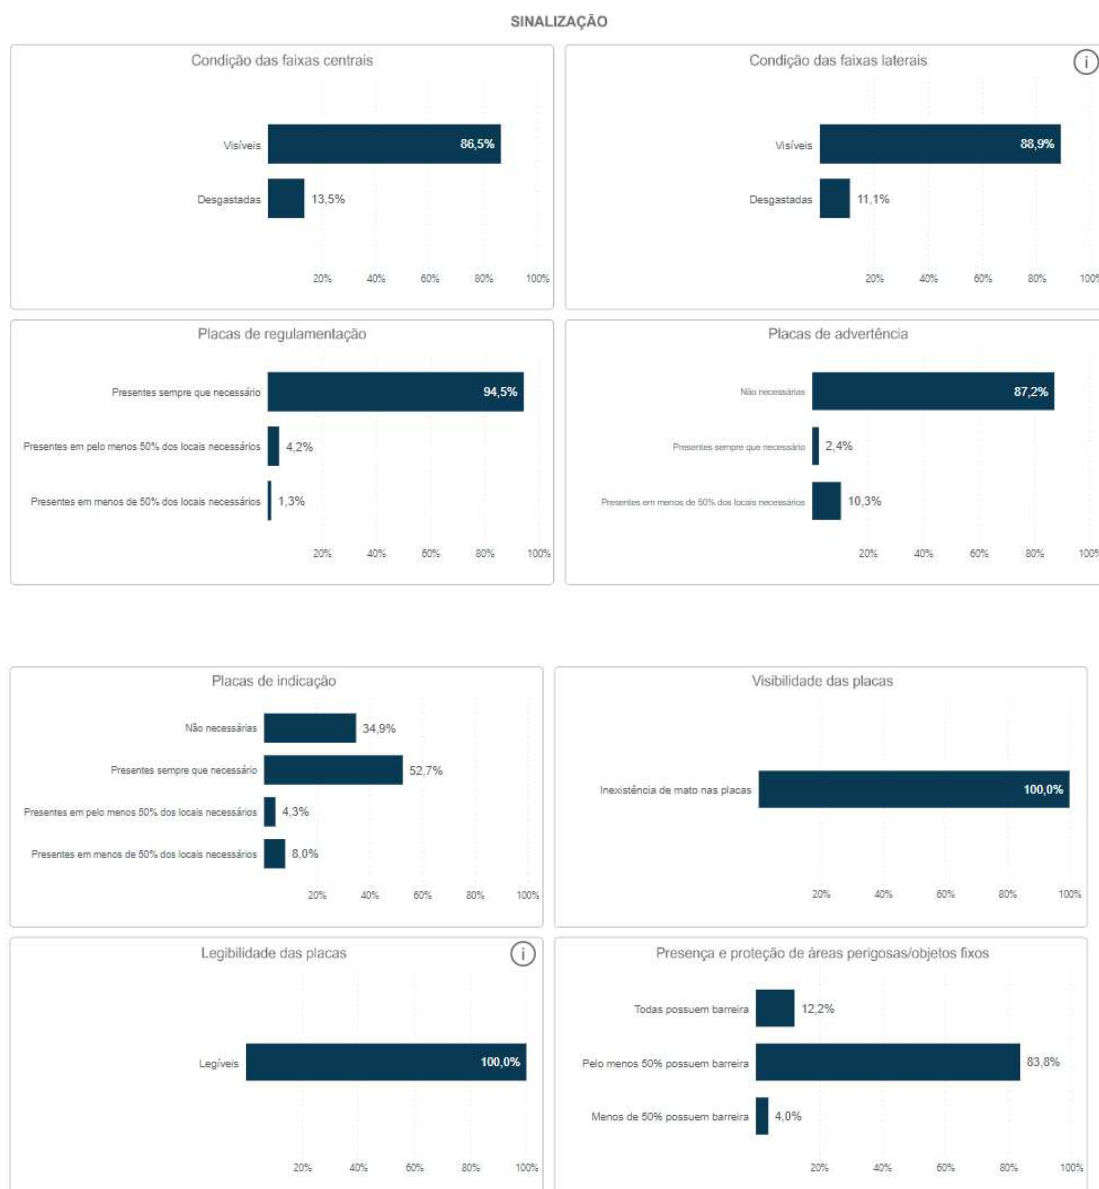 SINALIZAÇÃO
Condição das faixas centrais
Visíveis 86,5%
Desgastadas 13,5%
20% 40% 60% 80% 100%
Condição das faixas laterais i
Visíveis 88,9%
Desgastadas 11,1%
20% 40% 60% 80% 100%
Placas de regulamentação
Presentes sempre que necessário 94,5%
Presentes em pelo menos 50% dos locais necessários 4,2%
Presentes em menos de 50% dos locais necessários 1,3%
20% 40% 60% 80% 100%
Placas de advertência
Não necessárias 87,2%
Presentes sempre que necessário 2,4%
Presentes em menos de 50% dos locais necessários 10,3%
20% 40% 60% 80% 100%
Placas de indicação
Não necessárias 34,9%
Presentes sempre que necessário 52,7%
Presentes em pelo menos 50% dos locais necessários 4,3%
Presentes em menos de 50% dos locais necessários 8,0%
20% 40% 60% 80% 100%
Visibilidade das placas
Inexistência de mato nas placas 100,0%
20% 40% 60% 80% 100%
Legibilidade das placas i
Legíveis 100,0%
20% 40% 60% 80% 100%
Presença e proteção de áreas perigosas/objetos fixos
Todas possuem barreira 12,2%
Pelo menos 50% possuem barreira 83,8%
Menos de 50% possuem barreira 4,0%
20% 40% 60% 80% 100%